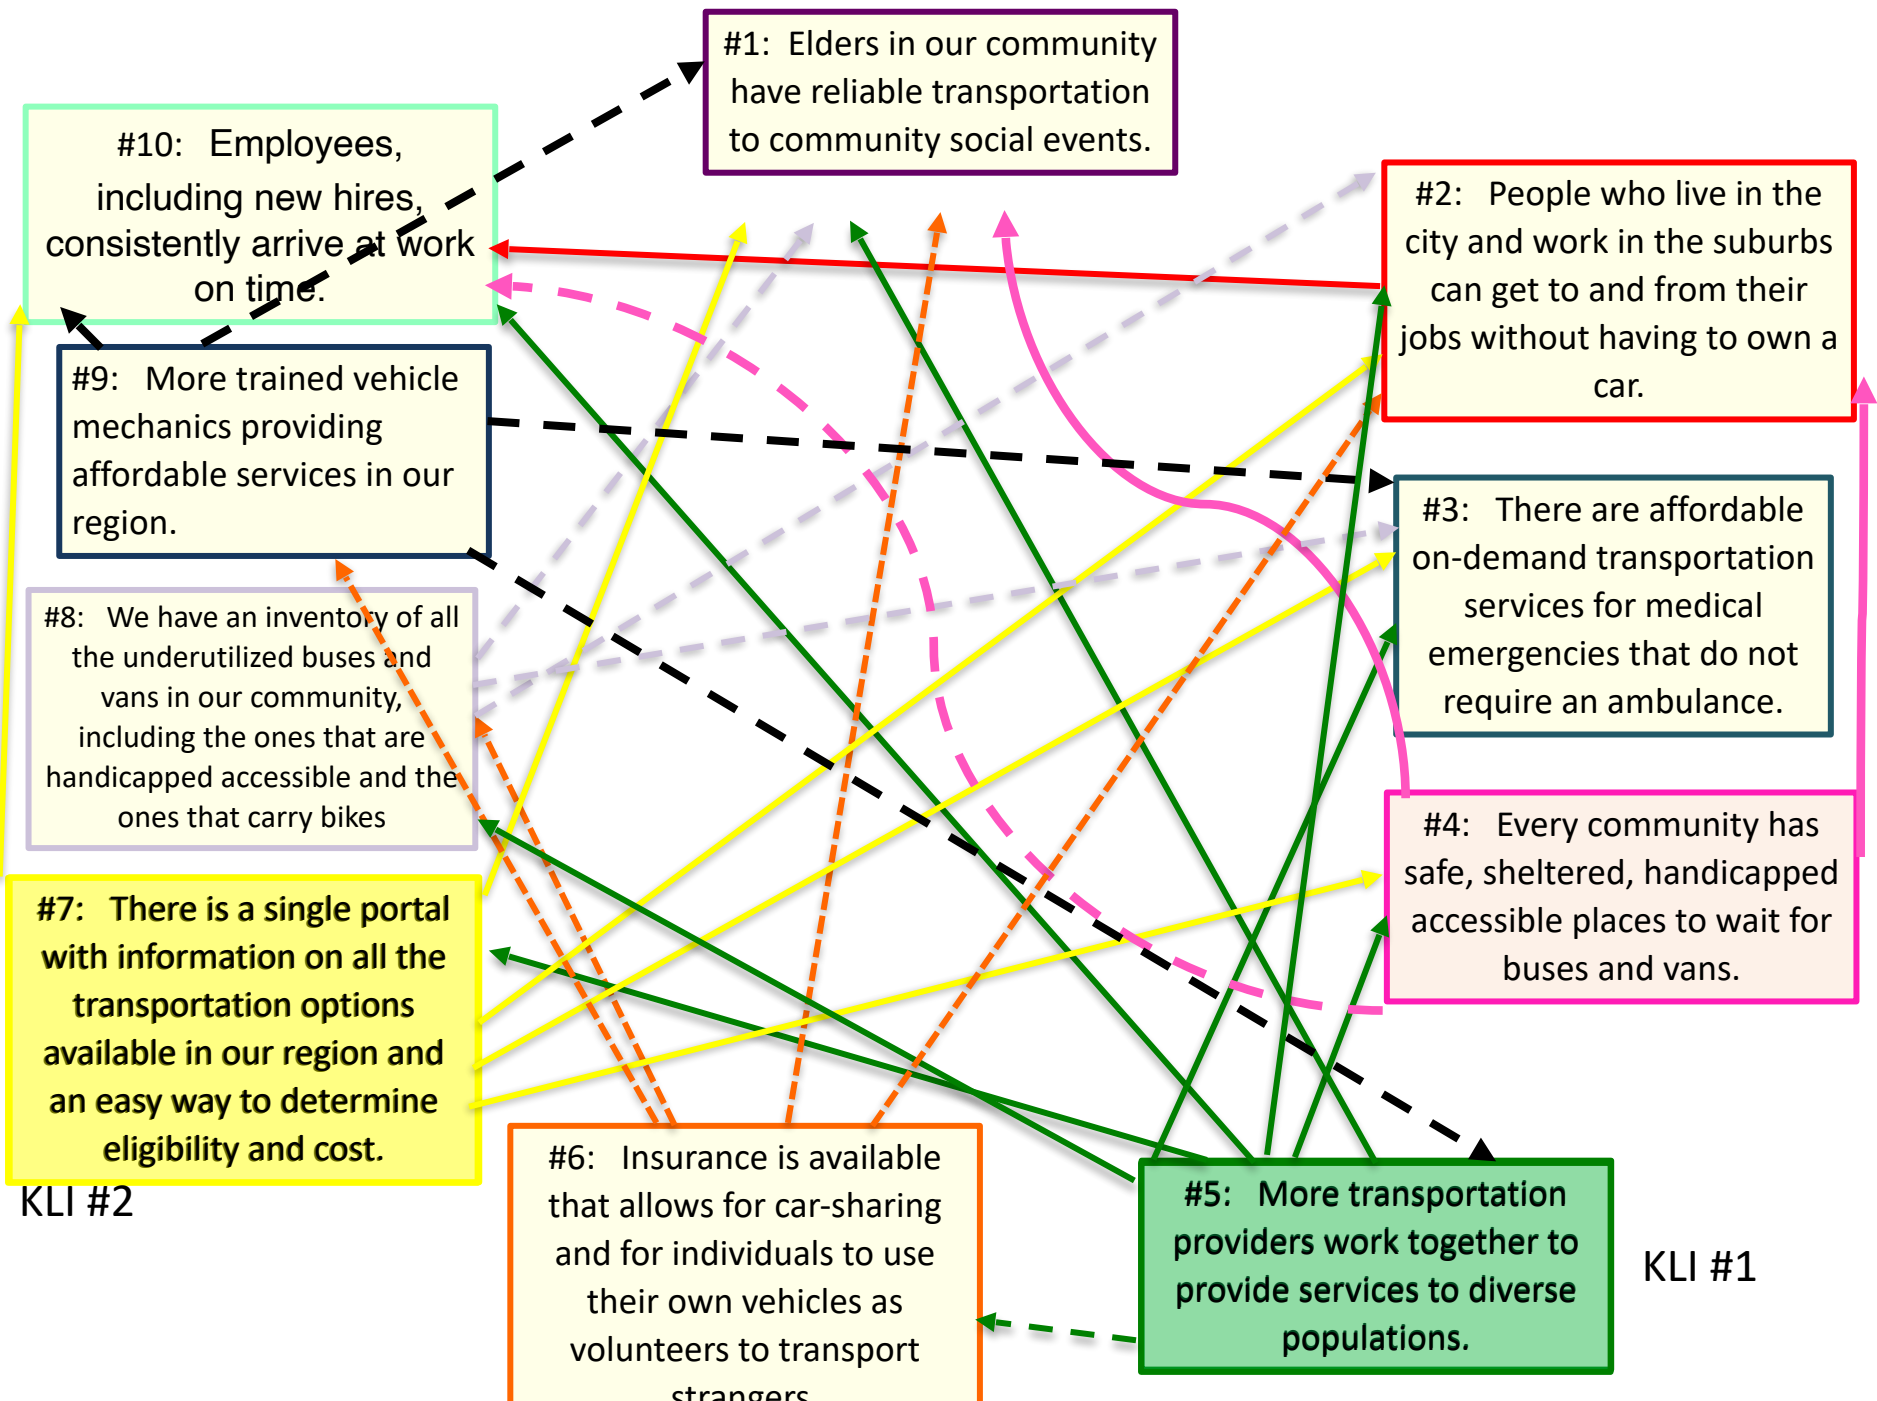 #1: Elders in our community
have reliable transportation
to community social events.
#10: Employees,
including new hires,
consistently arrive at work
on time.
#2: People who live in the
city and work in the suburbs
can get to and from their
jobs without having to own a
car.
#9: More trained vehicle
mechanics providing
affordable services in our
region.
#3: There are affordable
on-demand transportation
services for medical
emergencies that do not
require an ambulance.
#8: We have an inventory of all
the underutilized buses and
vans in our community,
including the ones that are
handicapped accessible and the
ones that carry bikes
#4: Every community has
safe, sheltered, handicapped
accessible places to wait for
buses and vans.
#7: There is a single portal
with information on all the
transportation options
available in our region and
an easy way to determine
eligibility and cost.
KLI #2
#6: Insurance is available
that allows for car-sharing
and for individuals to use
their own vehicles as
volunteers to transport
strangers
#5: More transportation
providers work together to
provide services to diverse
populations.
KLI #1